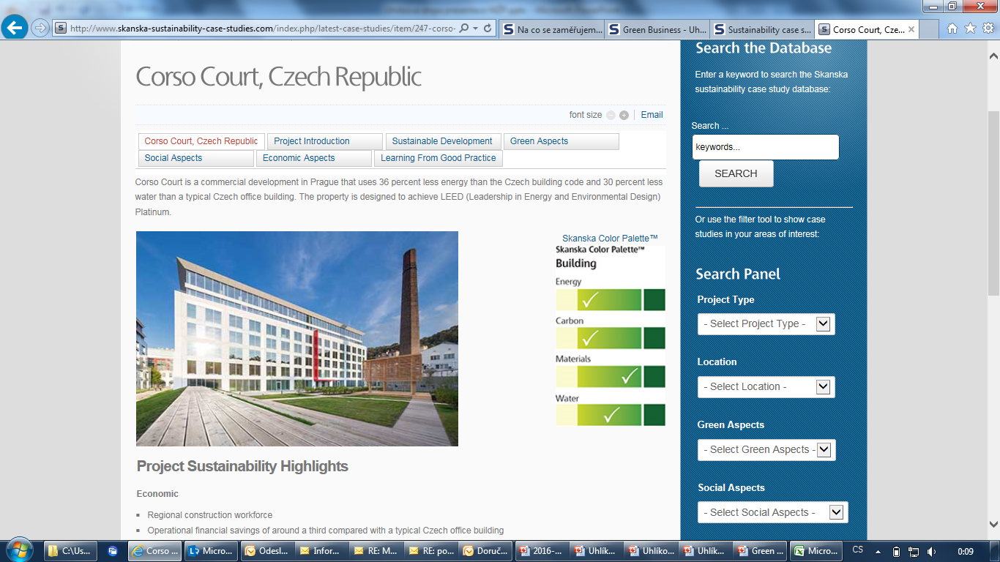 http://www.skanska-sustainability-case-studies.com/index.php/latest-case-studies/item/247-corso-
Na co se zaměřujem...
Green Business - Uh...
Sustainability case s...
Corso Court, Cze...
Corso Court, Czech Republic
font size
Email
Corso Court, Czech Republic
Project Introduction
Sustainable Development
Green Aspects
Social Aspects
Economic Aspects
Learning From Good Practice
Corso Court is a commercial development in Prague that uses 36 percent less energy than the Czech building code and 30 percent less
water than a typical Czech office building. The property is designed to achieve LEED (Leadership in Energy and Environmental Design)
Platinum.
Skanska Color Palette™
Skanska Color Palette™
Building
Energy
Carbon
Materials
Water
Project Sustainability Highlights
Economic
Regional construction workforce
Operational financial savings of around a third compared with a typical Czech office building
Search the Database
Enter a keyword to search the Skanska
sustainability case study database:
Search ...
keywords...
SEARCH
Or use the filter tool to show case
studies in your areas of interest:
Search Panel
Project Type
- Select Project Type -
Location
- Select Location -
Green Aspects
- Select Green Aspects -
Social Aspects
- Select Social Aspects -
C:\Us...
Corso ...
Micro...
Odesl...
Infor...
RE: M...
RE: po...
Doruč...
2016-...
Uhlík...
Uhlíko...
Uhlík...
Green ...
Micro...
CS
0:09